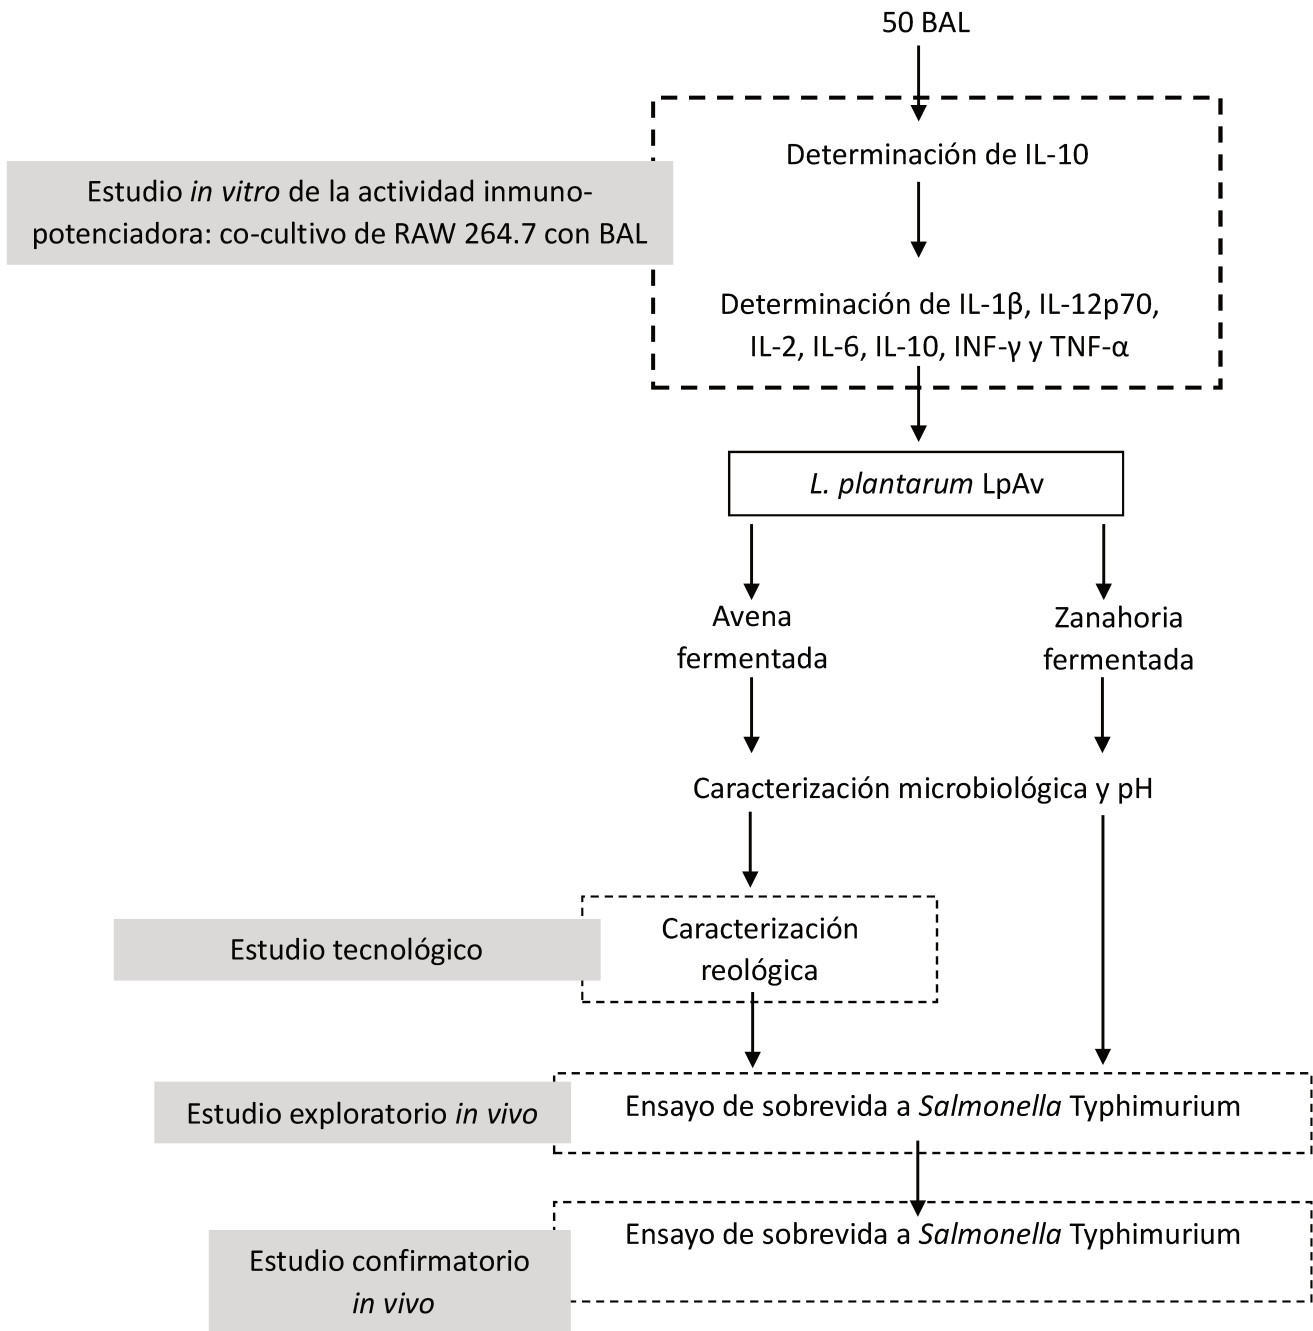 50 BAL
Determinación de IL-10
Estudio in vitro de la actividad inmuno-
potenciadora: co-cultivo de RAW 264.7 con BAL
Determinación de IL-1β, IL-12p70,
IL-2, IL-6, IL-10, INF-γ y TNF-α
L. plantarum LpAv
Avena
fermentada
Zanahoria
fermentada
Caracterización microbiológica y pH
Estudio tecnológico
Caracterización
reológica
Estudio exploratorio in vivo
Ensayo de sobrevida a Salmonella Typhimurium
Estudio confirmatorio
in vivo
Ensayo de sobrevida a Salmonella Typhimurium